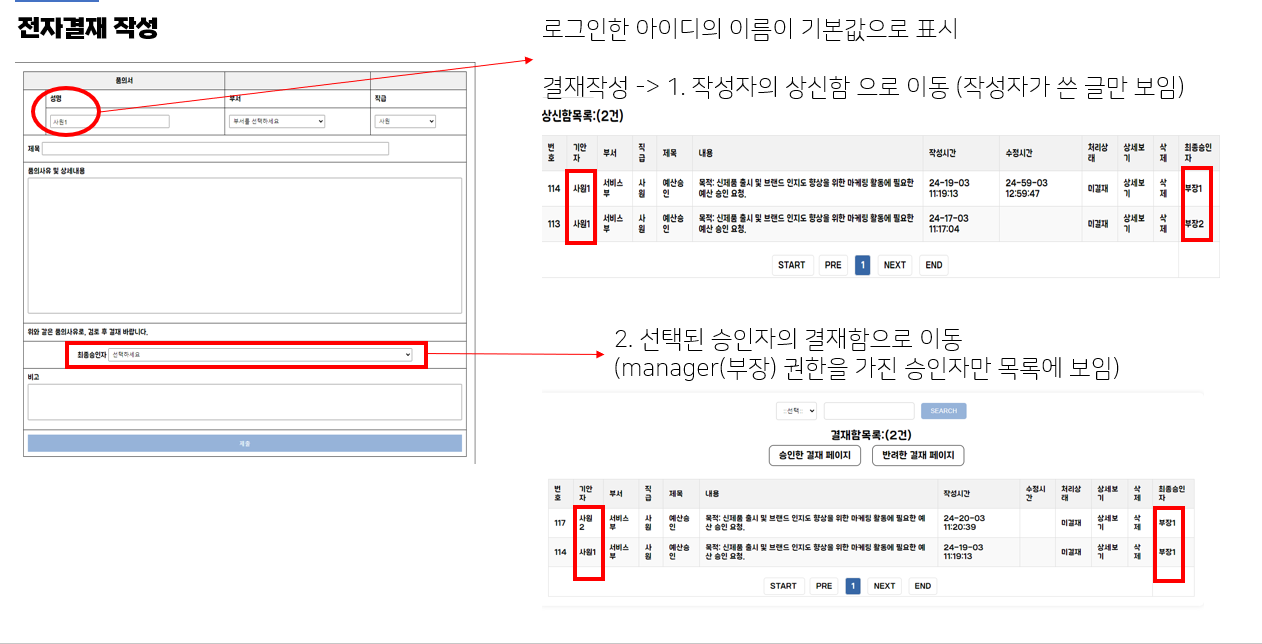 전자결재 작성
로그인한 아이디의 이름이 기본값으로 표시
결재작성 -> 1. 작성자의 상신함 으로 이동 (작성자가 쓴 글만 보임)
품의서
성명 부서 직급
사원1 부서를 선택하세요 사원
제목
품의사유 및 상세내용
위와 같은 품의사유로, 검토 후 결재 바랍니다.
최종승인자 선택하세요
비고
제출
상신함목록:(2건)
번호 기안자 부서 직급 제목 내용 작성시간 수정시간 처리상태 상세보기 삭제 최종승인자
114 사원1 서비스부 사원 예산승인 목적: 신제품 출시 및 브랜드 인지도 향상을 위한 마케팅 활동에 필요한 예산 승인 요청. 24-19-03 11:19:13 24-59-03 12:59:47 미결재 상세보기 삭제 부장1
113 사원1 서비스부 사원 예산승인 목적: 신제품 출시 및 브랜드 인지도 향상을 위한 마케팅 활동에 필요한 예산 승인 요청. 24-17-03 11:17:04 미결재 상세보기 삭제 부장2
START PRE 1 NEXT END
2. 선택된 승인자의 결재함으로 이동
(manager(부장) 권한을 가진 승인자만 목록에 보임)
::선택:: SEARCH
결재함목록:(2건)
승인한 결재 페이지 반려한 결재 페이지
번호 기안자 부서 직급 제목 내용 작성시간 수정시간 처리상태 상세보기 삭제 최종승인자
117 사원2 서비스부 사원 예산승인 목적: 신제품 출시 및 브랜드 인지도 향상을 위한 마케팅 활동에 필요한 예산 승인 요청. 24-20-03 11:20:39 미결재 상세보기 삭제 부장1
114 사원1 서비스부 사원 예산승인 목적: 신제품 출시 및 브랜드 인지도 향상을 위한 마케팅 활동에 필요한 예산 승인 요청. 24-19-03 11:19:13 미결재 상세보기 삭제 부장1
START PRE 1 NEXT END